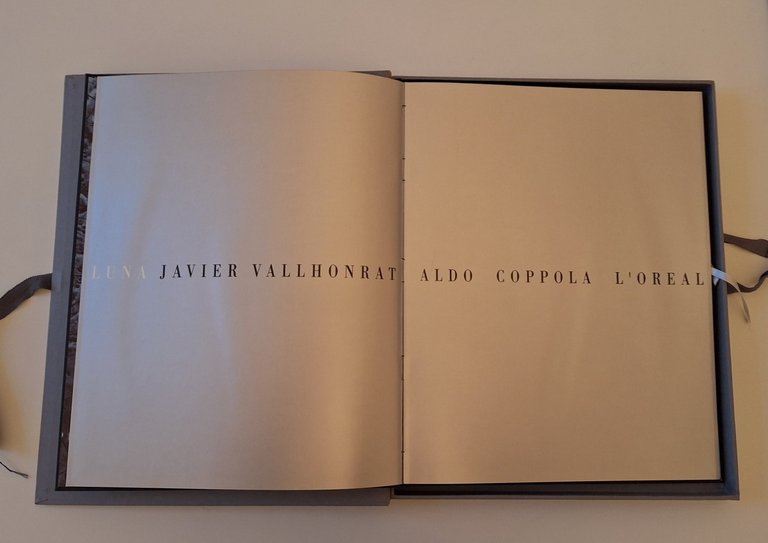 LUNA JAVIER VALLHONRAT ALDO COPPOLA L'OREAL